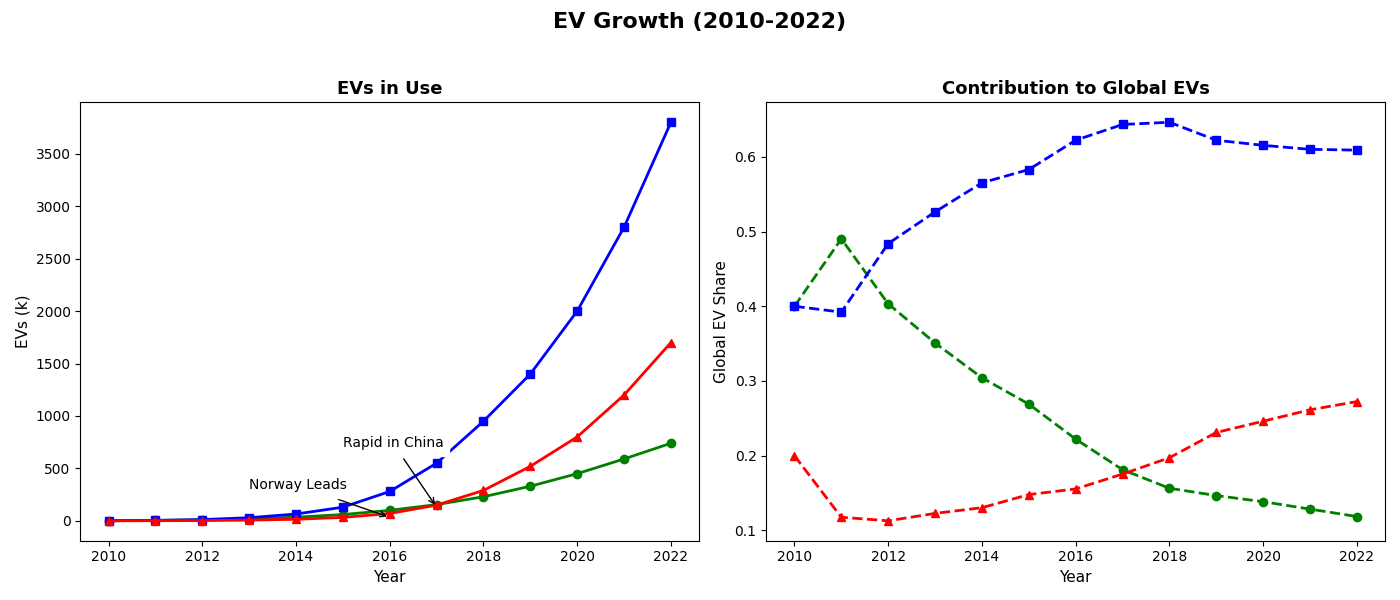 EV Growth (2010-2022)
EVs in Use
EVs (k)
3500
3000
2500
2000
1500
1000
500
0
Rapid in China
Norway Leads
2010 2012 2014 2016 2018 2020 2022
Year
Contribution to Global EVs
Global EV Share
0.6
0.5
0.4
0.3
0.2
0.1
2010 2012 2014 2016 2018 2020 2022
Year